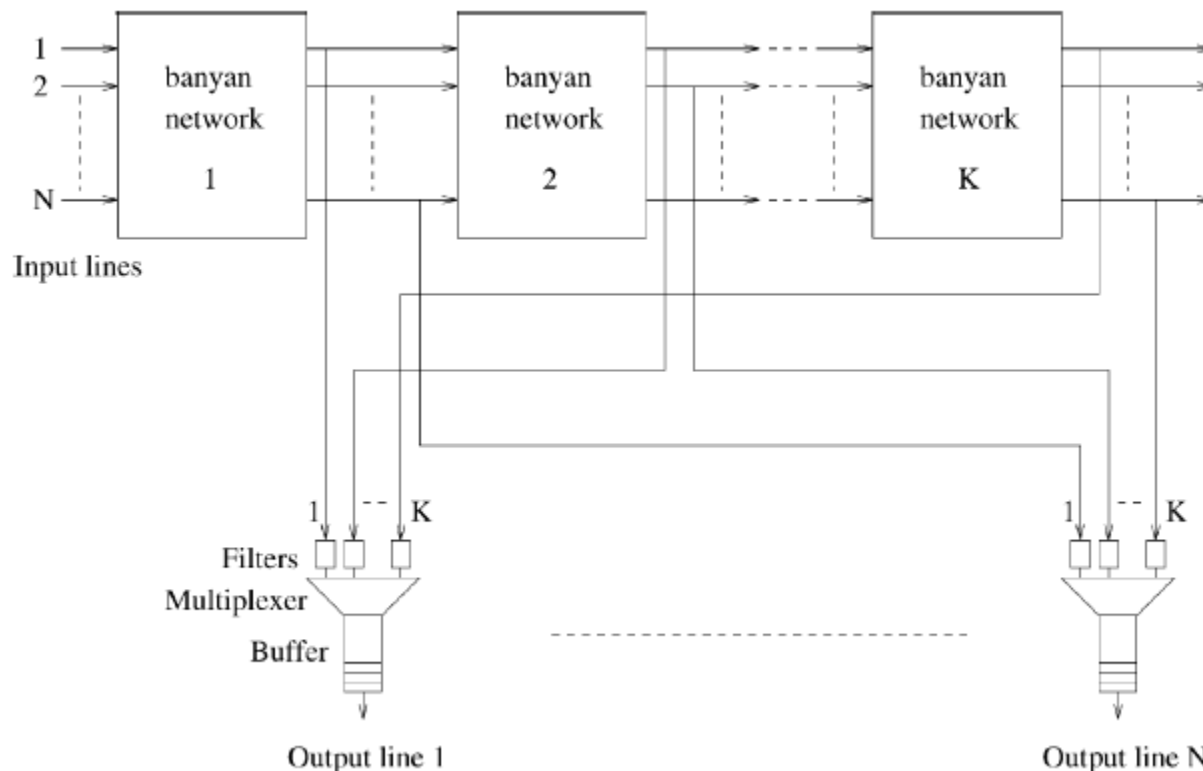 1
2
N
Input lines
banyan
network
1
banyan
network
2
banyan
network
K
1
K
1
K
Filters
Multiplexer
Buffer
Output line 1
Output line N